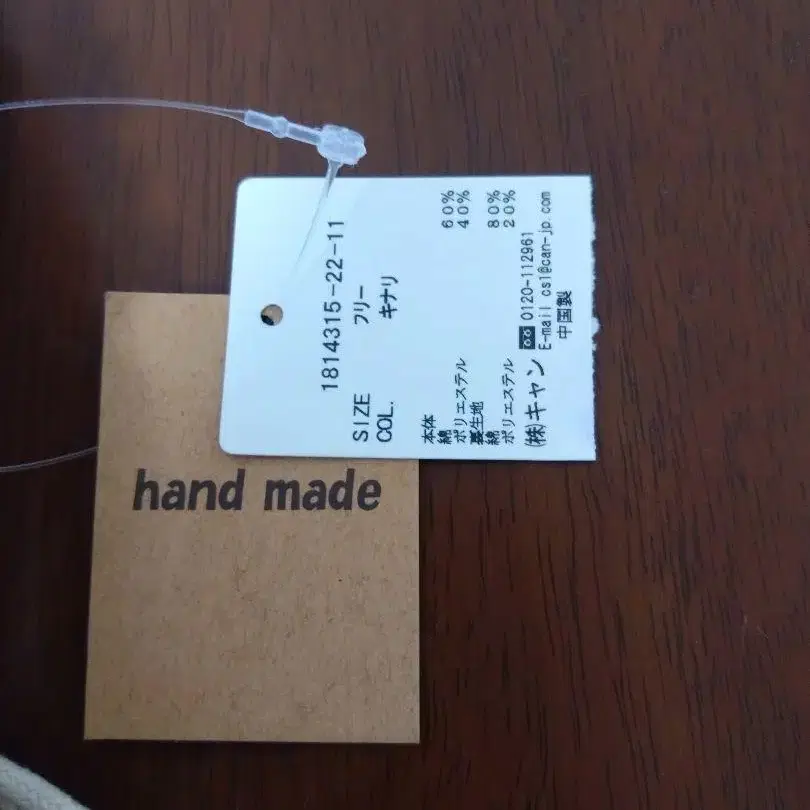 1814315-22-11
SIZE フリー
COL. キナリ
本体
綿 60%
ポリエステル 40%
裏生地
綿 80%
ポリエステル 20%
㈱キャン 0120-112961
E-mail cs1@can-jp.com
中国製
hand made